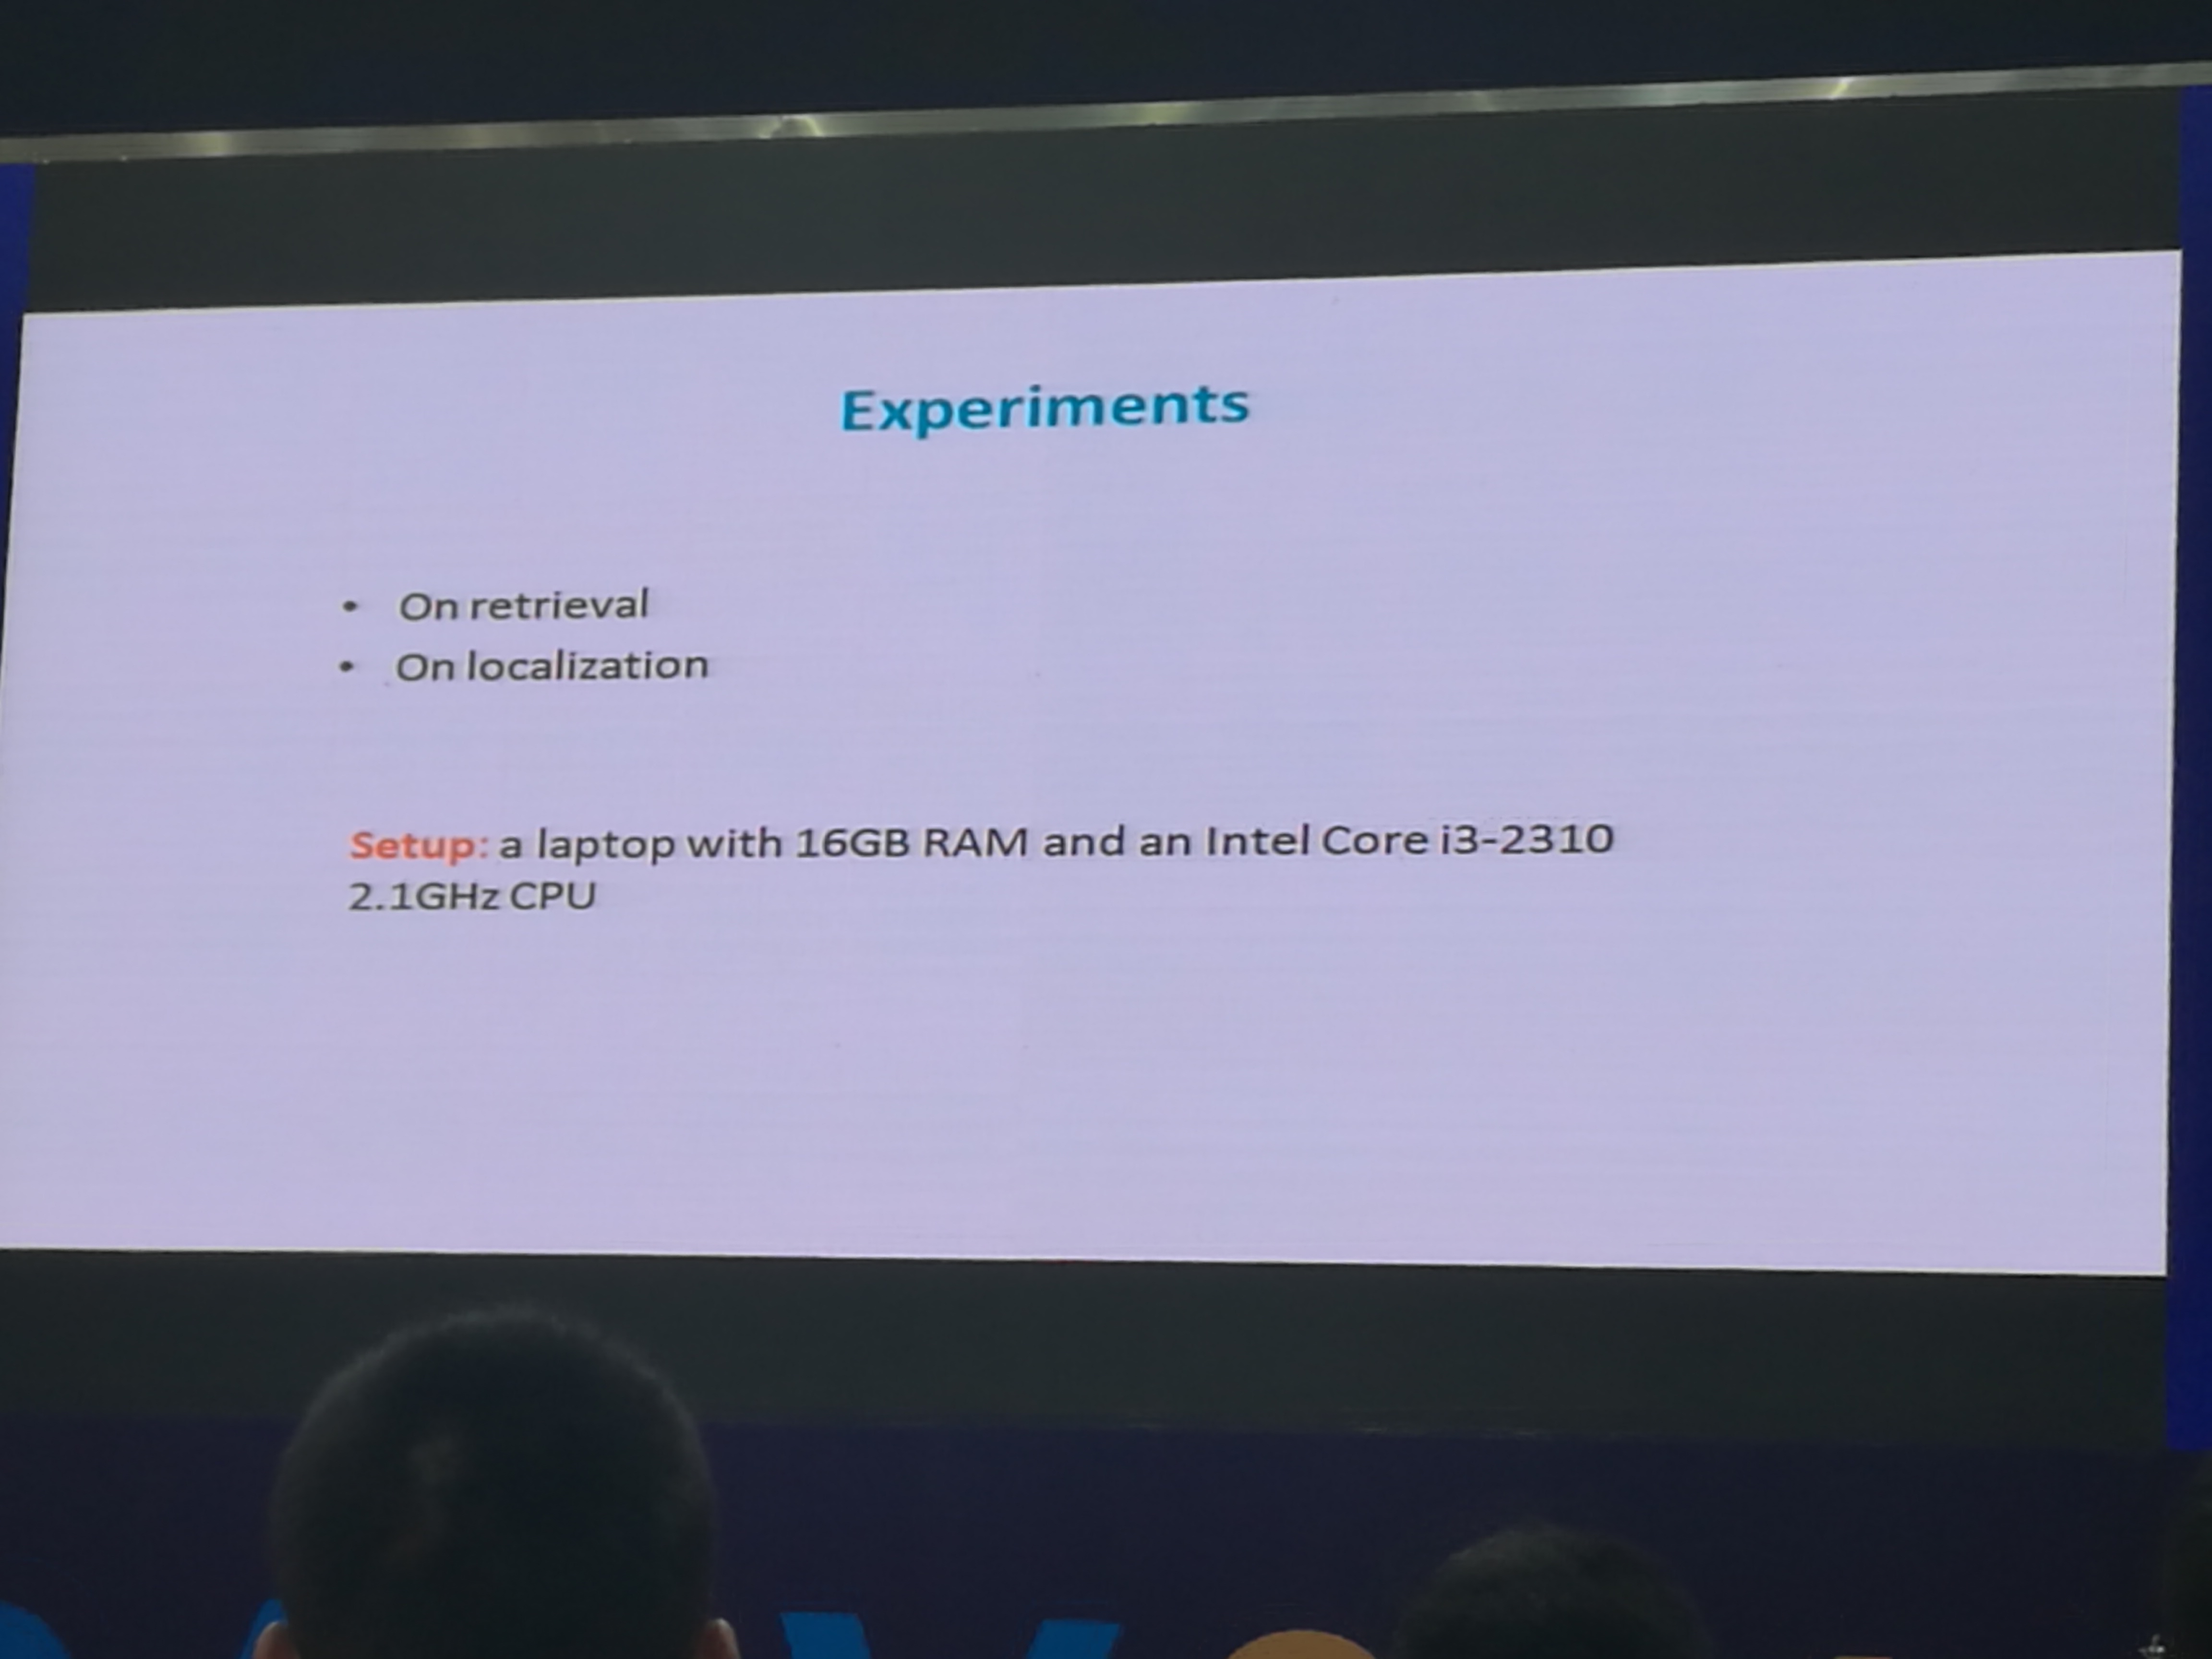 Experiments
• On retrieval
• On localization
Setup: a laptop with 16GB RAM and an Intel Core i3-2310
2.1GHz CPU